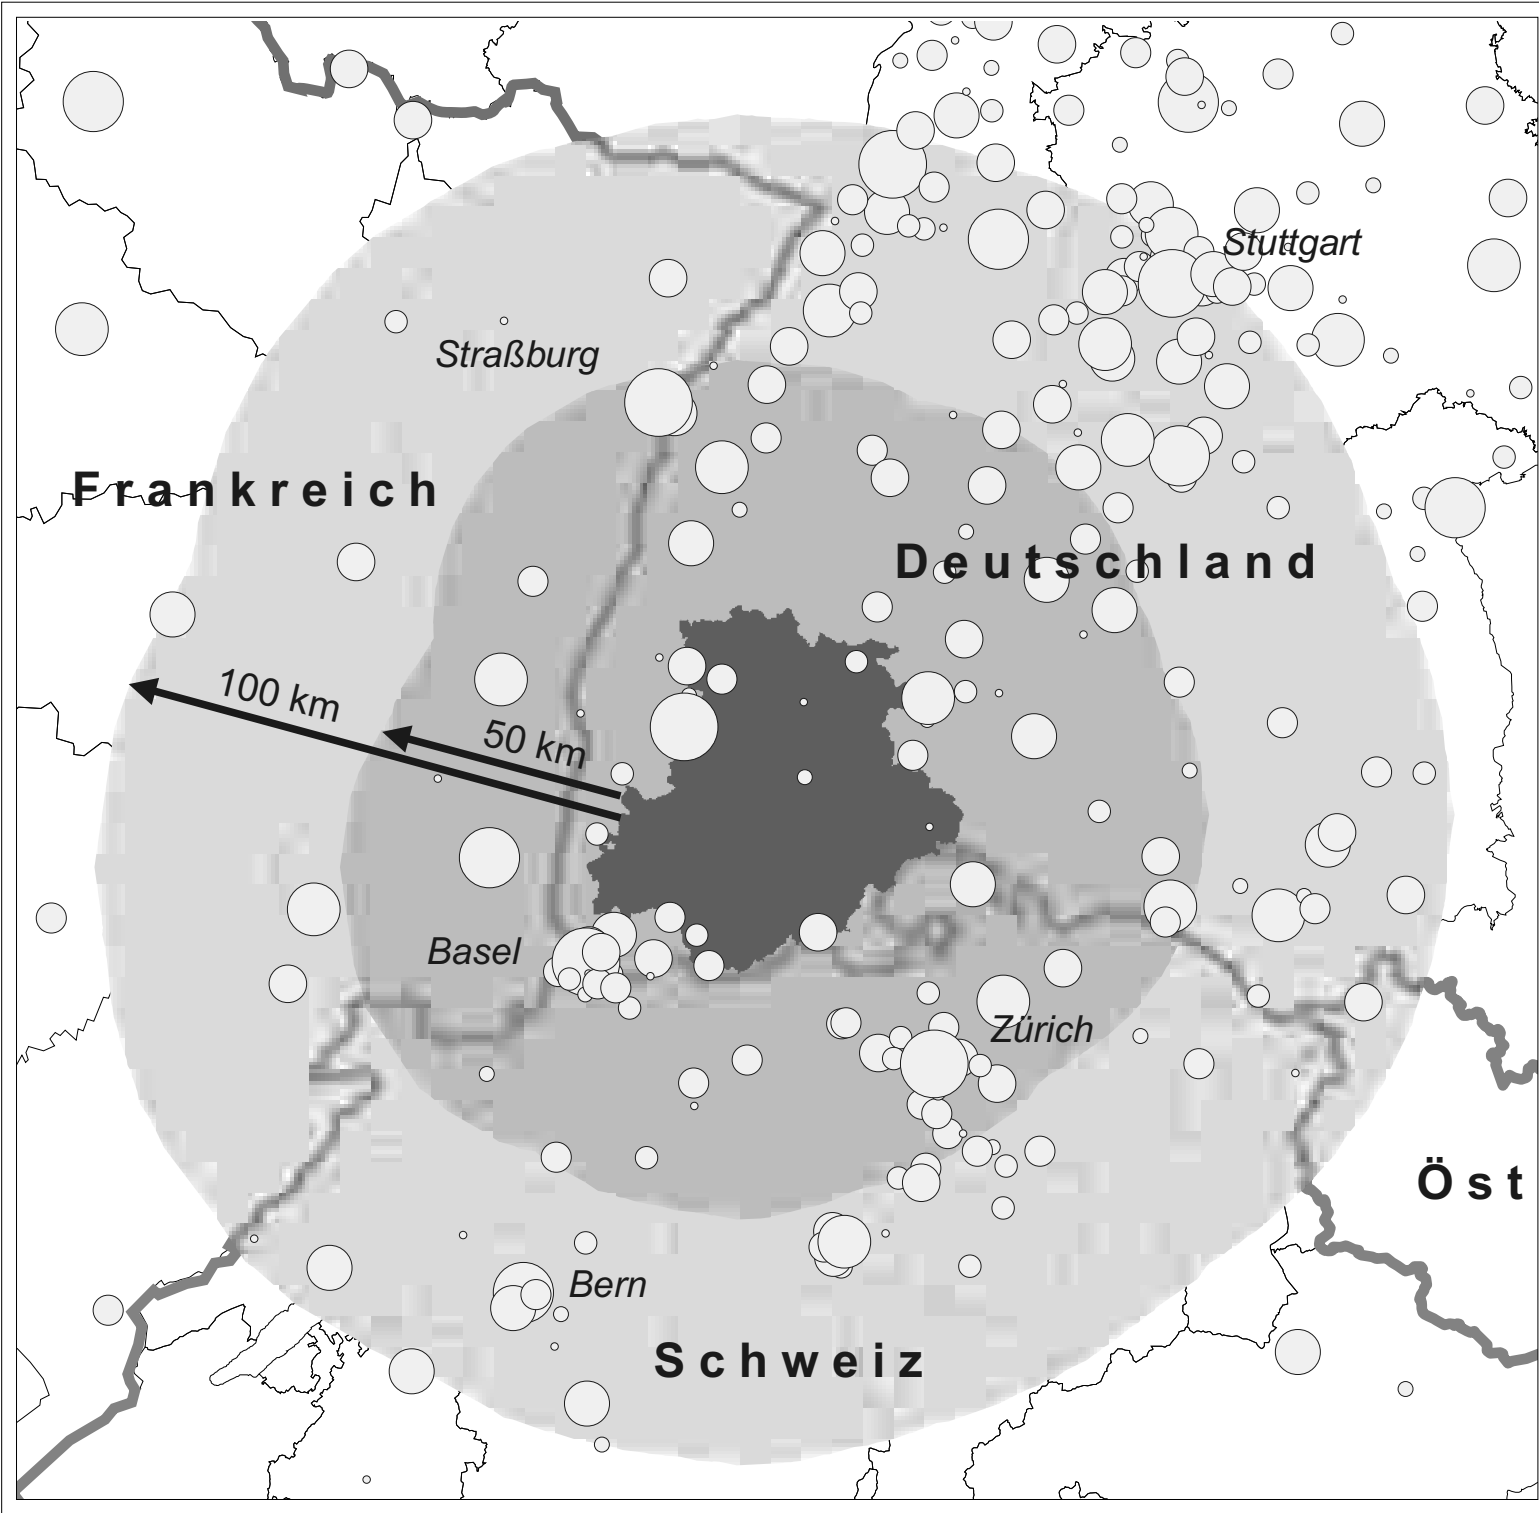 Stuttgart
Straßburg
Frankreich
Deutschland
100 km
50 km
Basel
Zürich
Öst
Bern
Schweiz